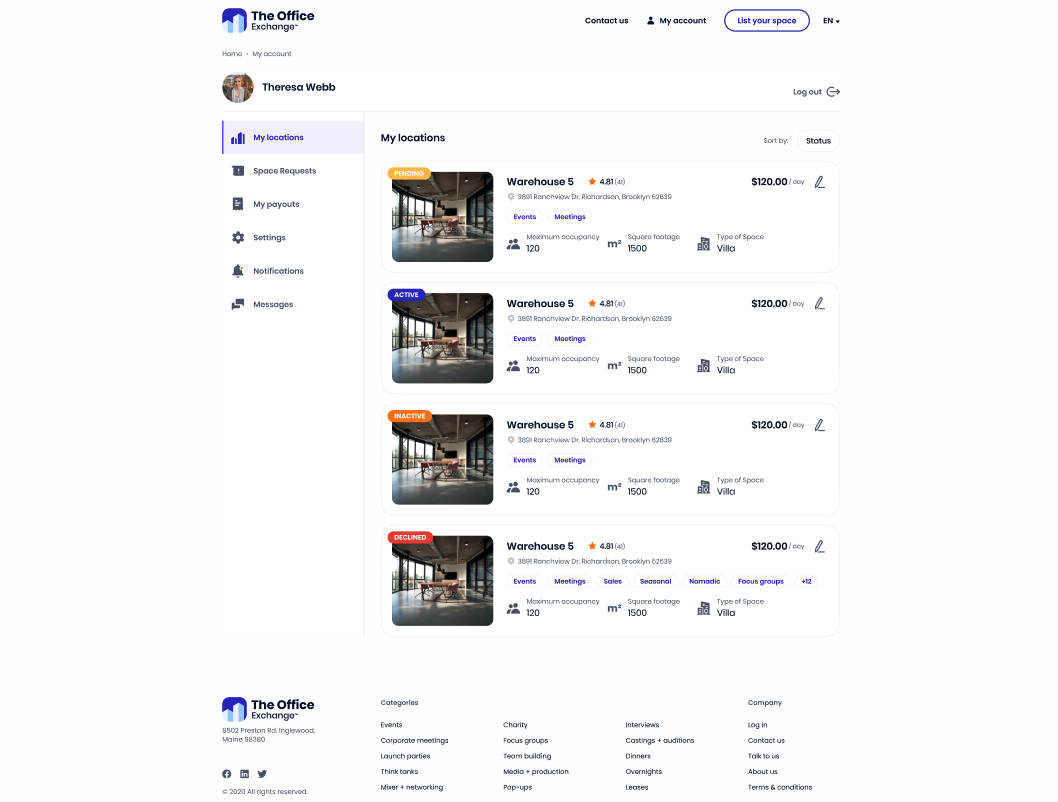 The Office
Exchange™
Contact us
My account
List your space
EN
Home • My account
Theresa Webb
Log out
My locations
Space Requests
My payouts
Settings
Notifications
Messages
My locations
Sort by:
Status
PENDING
Warehouse 5
4.81 (41)
$120.00 / day
3891 Ranchview Dr. Richardson, Brooklyn 62639
Events
Meetings
Maximum occupancy
120
m²
Square footage
1500
Type of Space
Villa
ACTIVE
Warehouse 5
4.81 (41)
$120.00 / day
3891 Ranchview Dr. Richardson, Brooklyn 62639
Events
Meetings
Maximum occupancy
120
m²
Square footage
1500
Type of Space
Villa
INACTIVE
Warehouse 5
4.81 (41)
$120.00 / day
3891 Ranchview Dr. Richardson, Brooklyn 62639
Events
Meetings
Maximum occupancy
120
m²
Square footage
1500
Type of Space
Villa
DECLINED
Warehouse 5
4.81 (41)
$120.00 / day
3891 Ranchview Dr. Richardson, Brooklyn 62639
Events
Meetings
Sales
Seasonal
Nomadic
Focus groups
+12
Maximum occupancy
120
m²
Square footage
1500
Type of Space
Villa
The Office
Exchange™
8502 Preston Rd. Inglewood,
Maine 98380
© 2020 All rights reserved.
Categories
Events
Corporate meetings
Launch parties
Think tanks
Mixer + networking
Charity
Focus groups
Team building
Media + production
Pop-ups
Interviews
Castings + auditions
Dinners
Overnights
Leases
Company
Log in
Contact us
Talk to us
About us
Terms & conditions